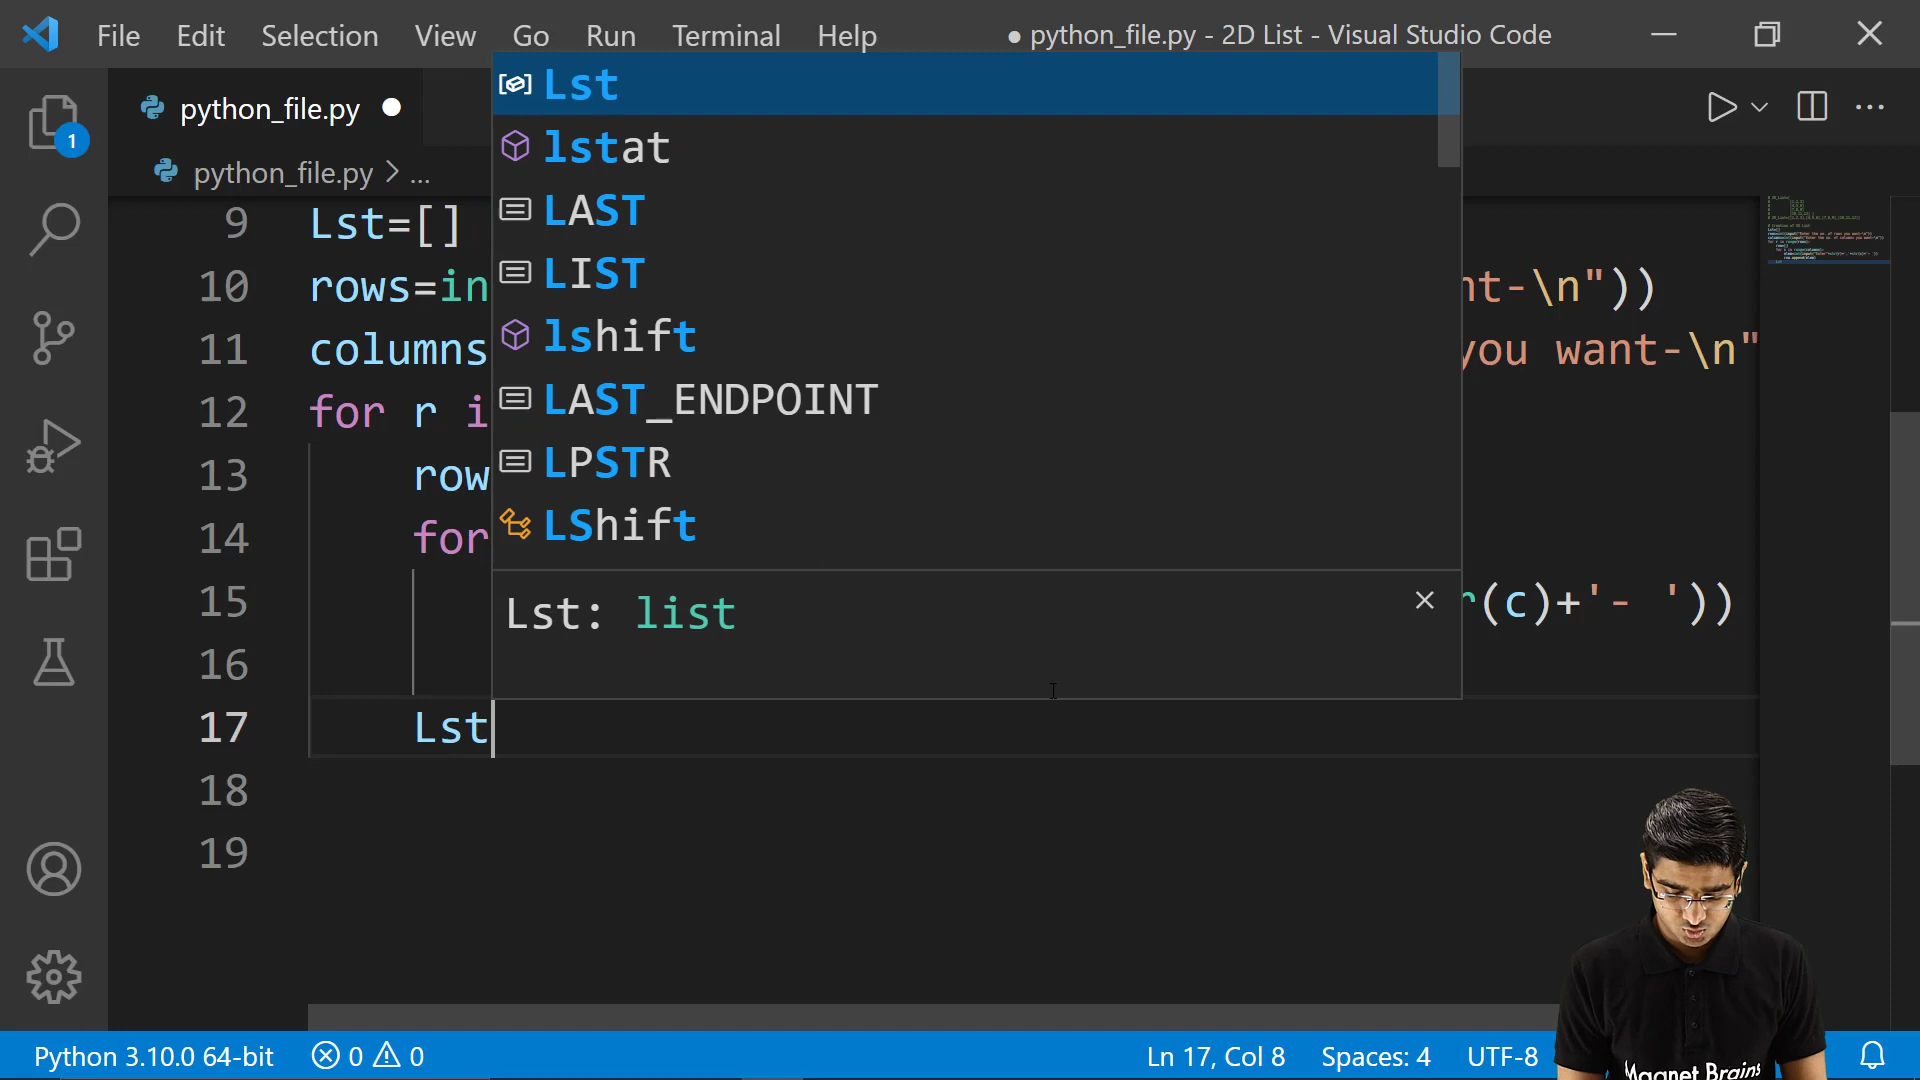 File Edit Selection View Go Run Terminal Help ● python_file.py - 2D List - Visual Studio Code
python_file.py ●
python_file.py > ...
1
Lst
lstat
LAST
LIST
lshift
LAST_ENDPOINT
LPSTR
LShift
Lst: list
9 Lst=[]
10 rows=in nt-\n"))
11 columns you want-\n"
12 for r i
13 row
14 for
15 r(c)+'- '))
16
17 Lst
18
19
Python 3.10.0 64-bit 0 0 Ln 17, Col 8 Spaces: 4 UTF-8
Magnet Brains